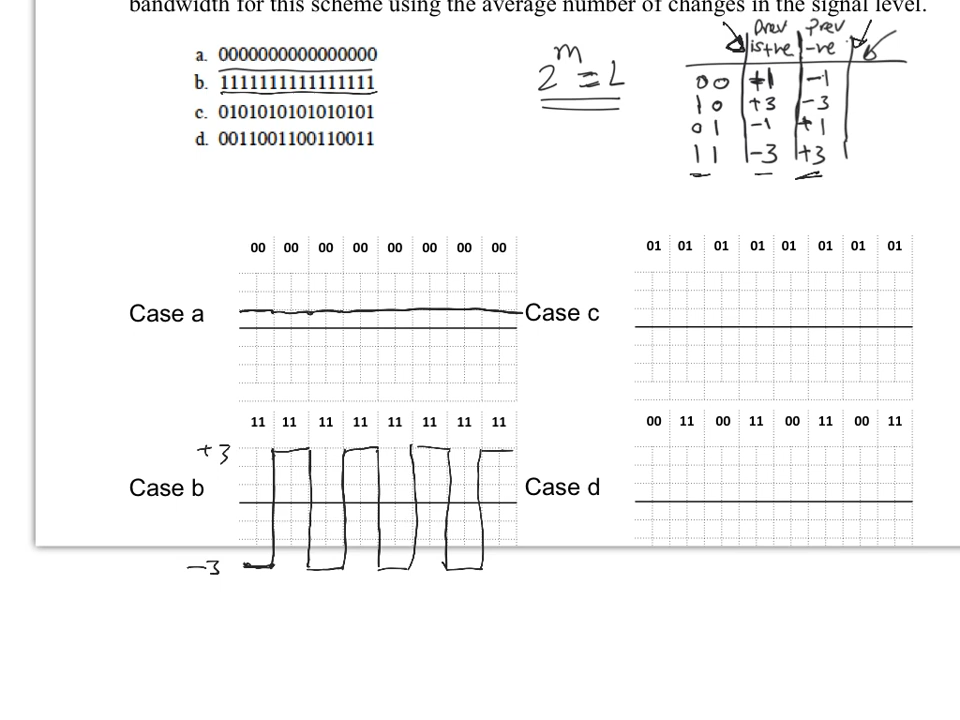 bandwidth for this scheme using the average number of changes in the signal level.
a. 0000000000000000
b. 1111111111111111
c. 0101010101010101
d. 0011001100110011
2^m = L
Prev is +ve Prev -ve
00 +1 -1
10 +3 -3
01 -1 +1
11 -3 +3
00 00 00 00 00 00 00 00
Case a
01 01 01 01 01 01 01 01
Case c
11 11 11 11 11 11 11 11
+3
Case b
-3
00 11 00 11 00 11 00 11
Case d